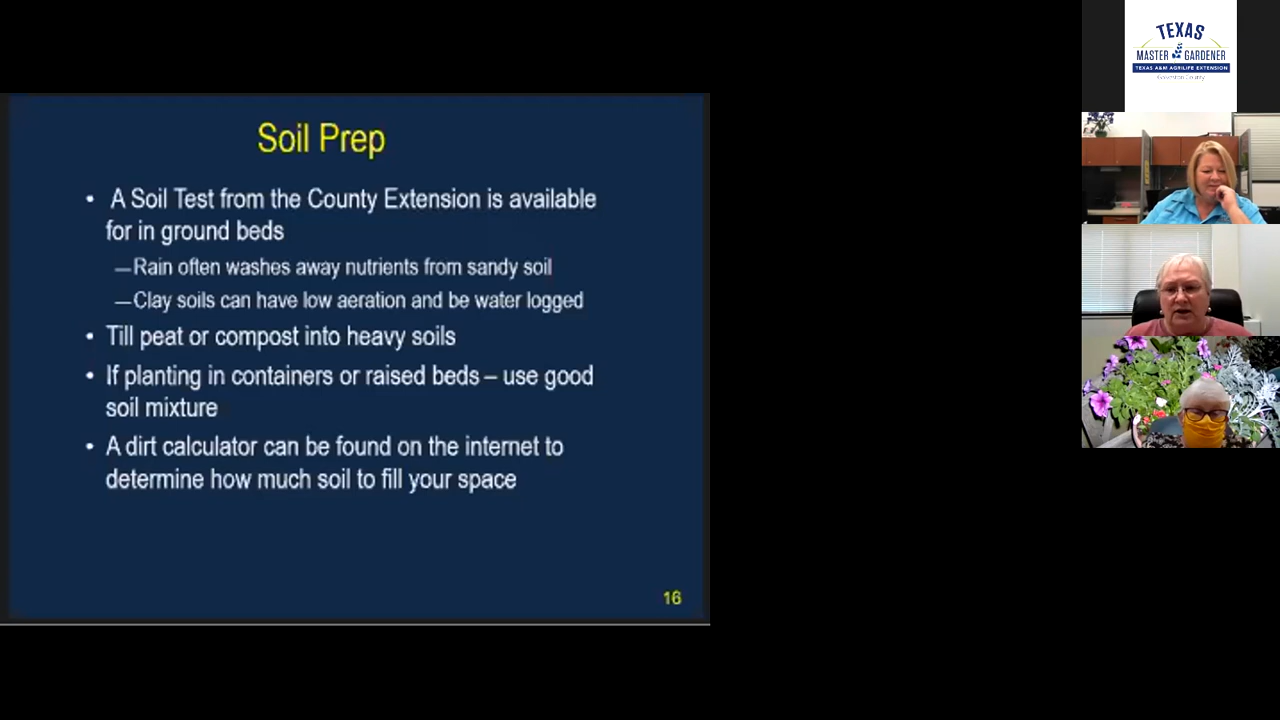 Soil Prep
• A Soil Test from the County Extension is available
for in ground beds
—Rain often washes away nutrients from sandy soil
—Clay soils can have low aeration and be water logged
• Till peat or compost into heavy soils
• If planting in containers or raised beds – use good
soil mixture
• A dirt calculator can be found on the internet to
determine how much soil to fill your space
16
TEXAS
MASTER GARDENER
TEXAS A&M AGRILIFE EXTENSION
Galveston County